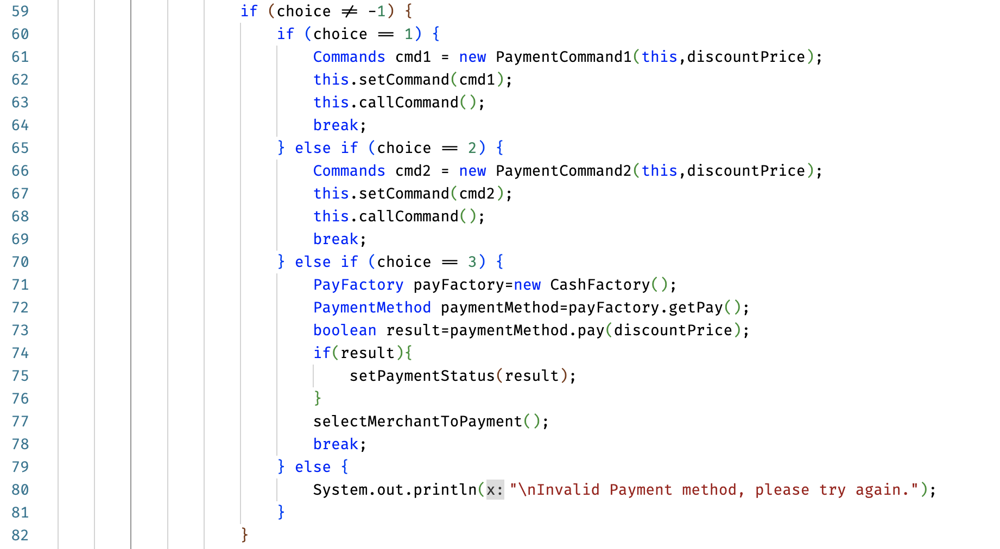 59 if (choice != -1) {
60 if (choice == 1) {
61 Commands cmd1 = new PaymentCommand1(this,discountPrice);
62 this.setCommand(cmd1);
63 this.callCommand();
64 break;
65 } else if (choice == 2) {
66 Commands cmd2 = new PaymentCommand2(this,discountPrice);
67 this.setCommand(cmd2);
68 this.callCommand();
69 break;
70 } else if (choice == 3) {
71 PayFactory payFactory=new CashFactory();
72 PaymentMethod paymentMethod=payFactory.getPay();
73 boolean result=paymentMethod.pay(discountPrice);
74 if(result){
75 setPaymentStatus(result);
76 }
77 selectMerchantToPayment();
78 break;
79 } else {
80 System.out.println(x: "\nInvalid Payment method, please try again.");
81 }
82 }